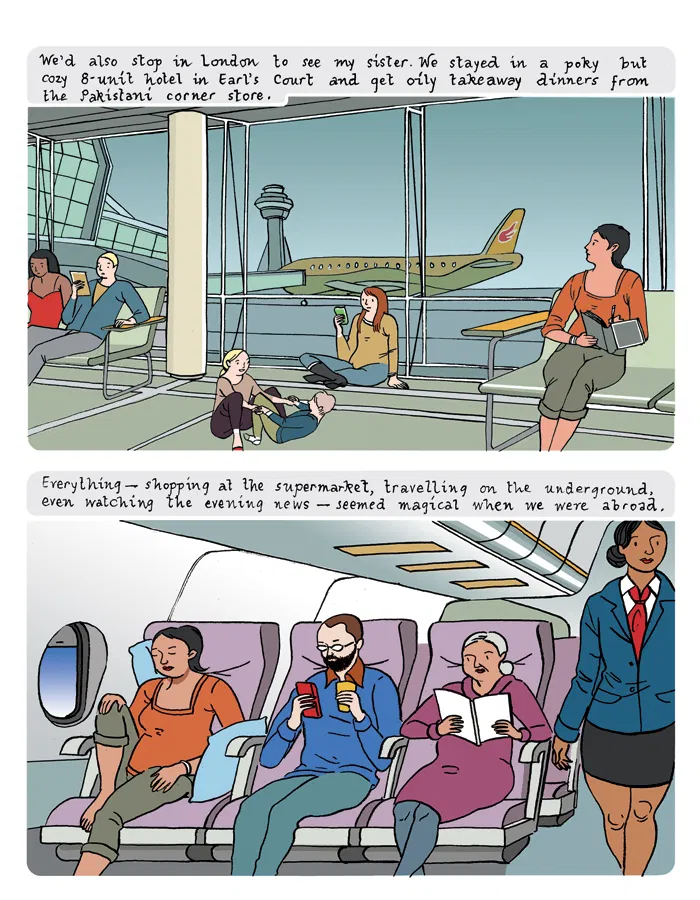 We'd also stop in London to see my sister. We stayed in a poky but
cozy 8-unit hotel in Earl's Court and get oily takeaway dinners from
the Pakistani corner store.
Everything — shopping at the supermarket, travelling on the underground,
even watching the evening news — seemed magical when we were abroad.